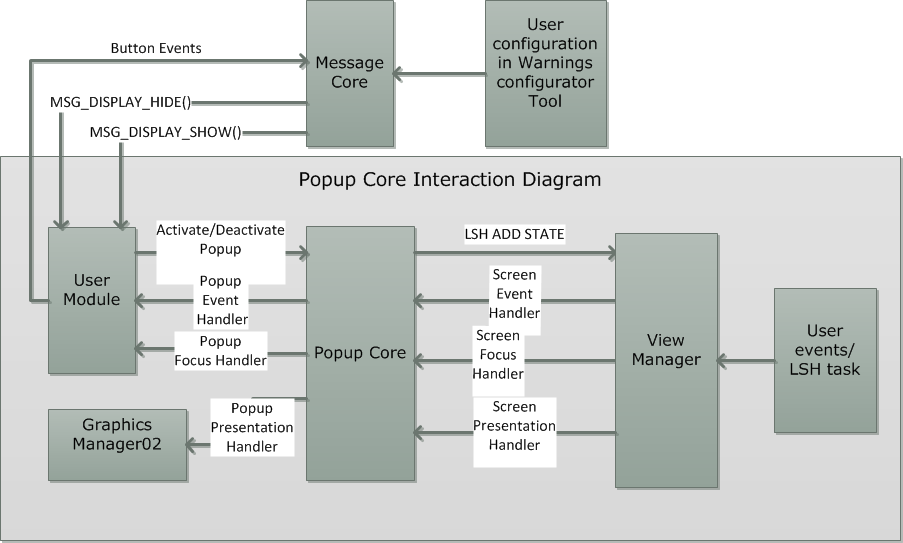 Button Events
MSG_DISPLAY_HIDE()
MSG_DISPLAY_SHOW()
Message
Core
User
configuration
in Warnings
configurator
Tool
Popup Core Interaction Diagram
User
Module
Activate/Deactivate
Popup
Popup
Event
Handler
Popup
Focus Handler
Popup
Presentation
Handler
Graphics
Manager02
Popup Core
LSH ADD STATE
Screen
Event
Handler
Screen
Focus
Handler
Screen
Presentation
Handler
View
Manager
User
events/
LSH task